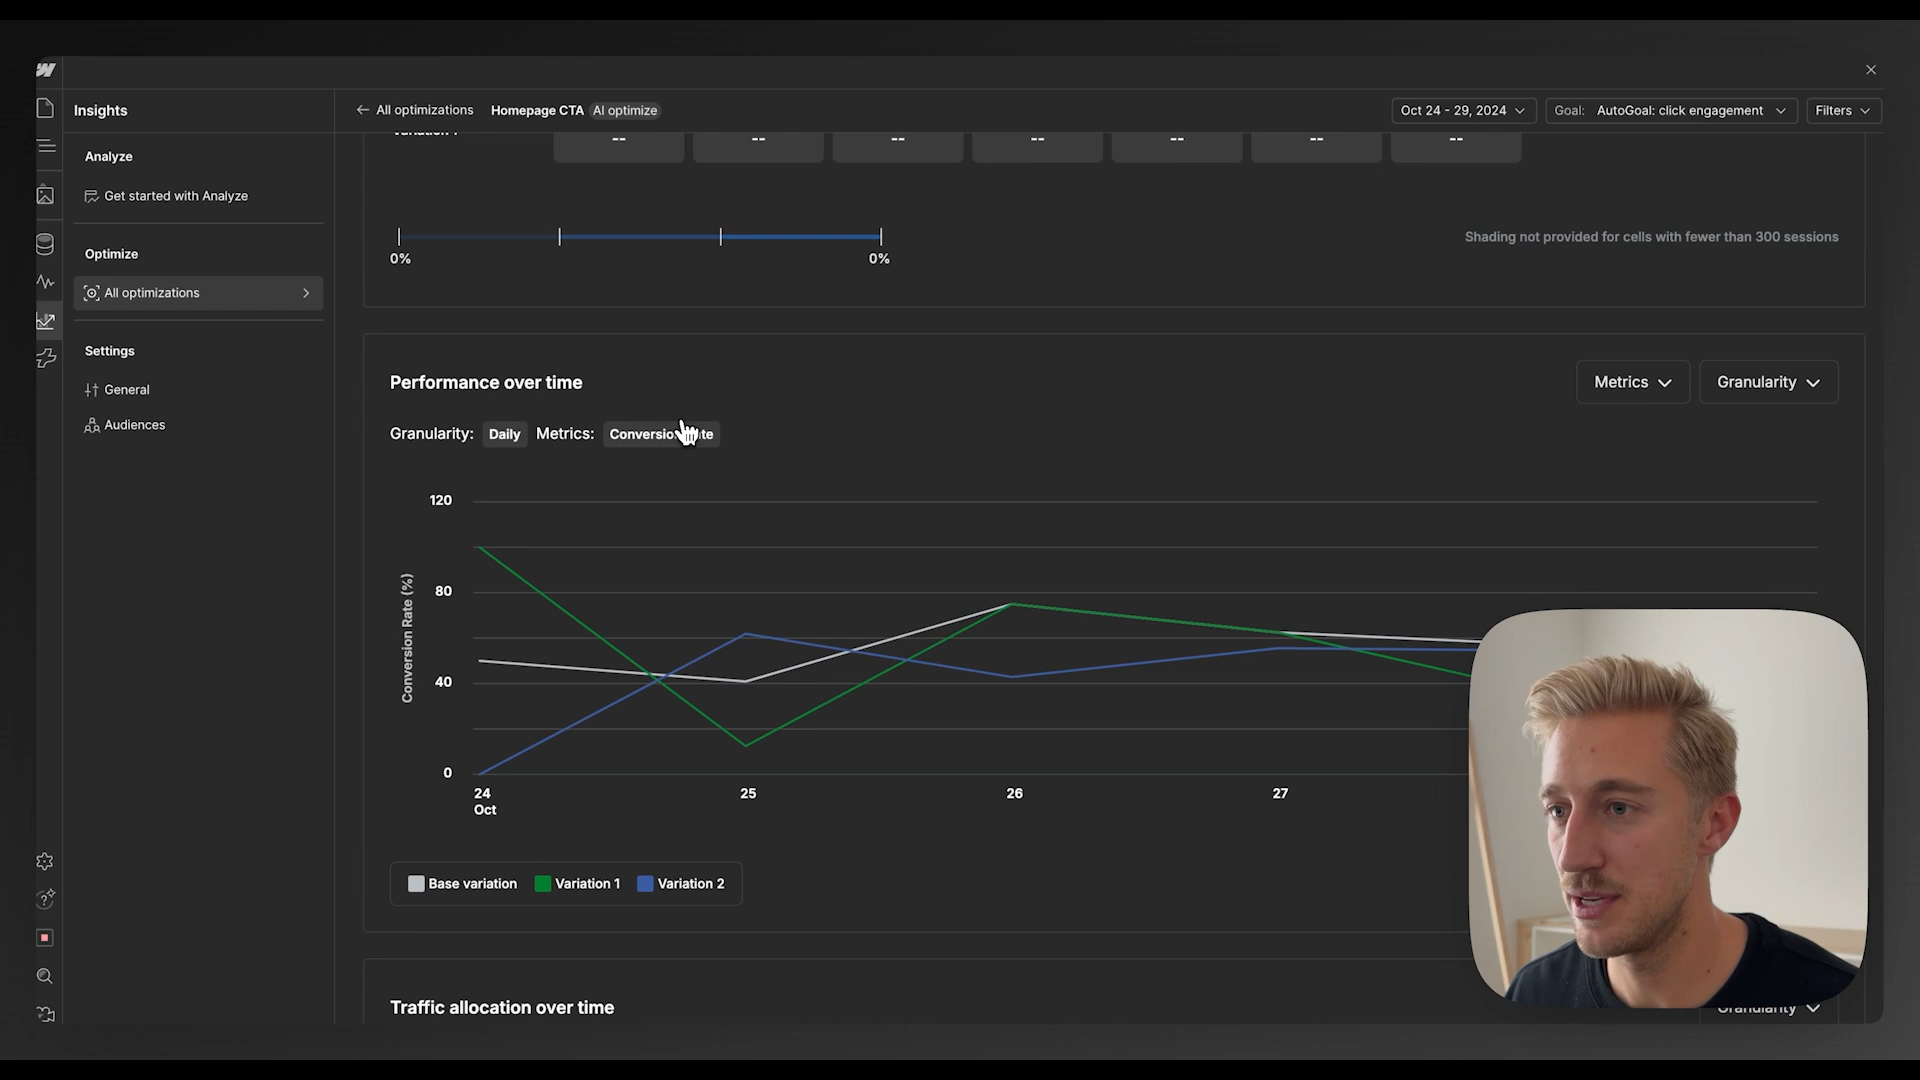 Insights
← All optimizations Homepage CTA AI optimize
Oct 24 - 29, 2024
Goal: AutoGoal: click engagement
Filters
Analyze
Get started with Analyze
Optimize
All optimizations
Settings
General
Audiences
-- -- -- -- -- -- --
0% 0%
Shading not provided for cells with fewer than 300 sessions
Performance over time
Metrics
Granularity
Granularity: Daily Metrics:
Conversion Rate (%)
120
80
40
0
24 25 26 27
Oct
Base variation Variation 1 Variation 2
Traffic allocation over time
Granularity